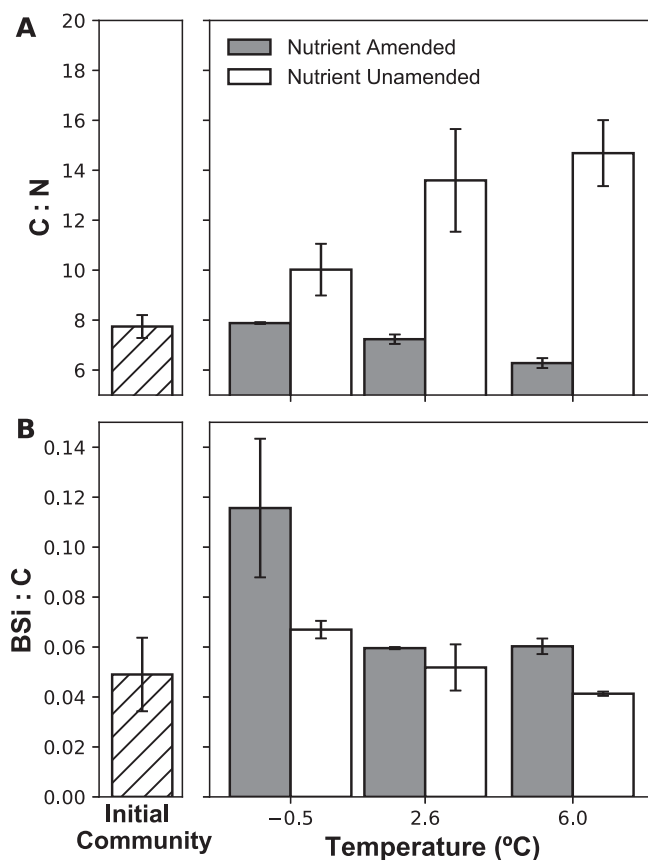 A
20
18
16
14
12
10
8
6
C : N
Nutrient Amended
Nutrient Unamended
B
0.14
0.12
0.10
0.08
0.06
0.04
0.02
0.00
BSi : C
Initial
Community
−0.5
2.6
6.0
Temperature (ºC)